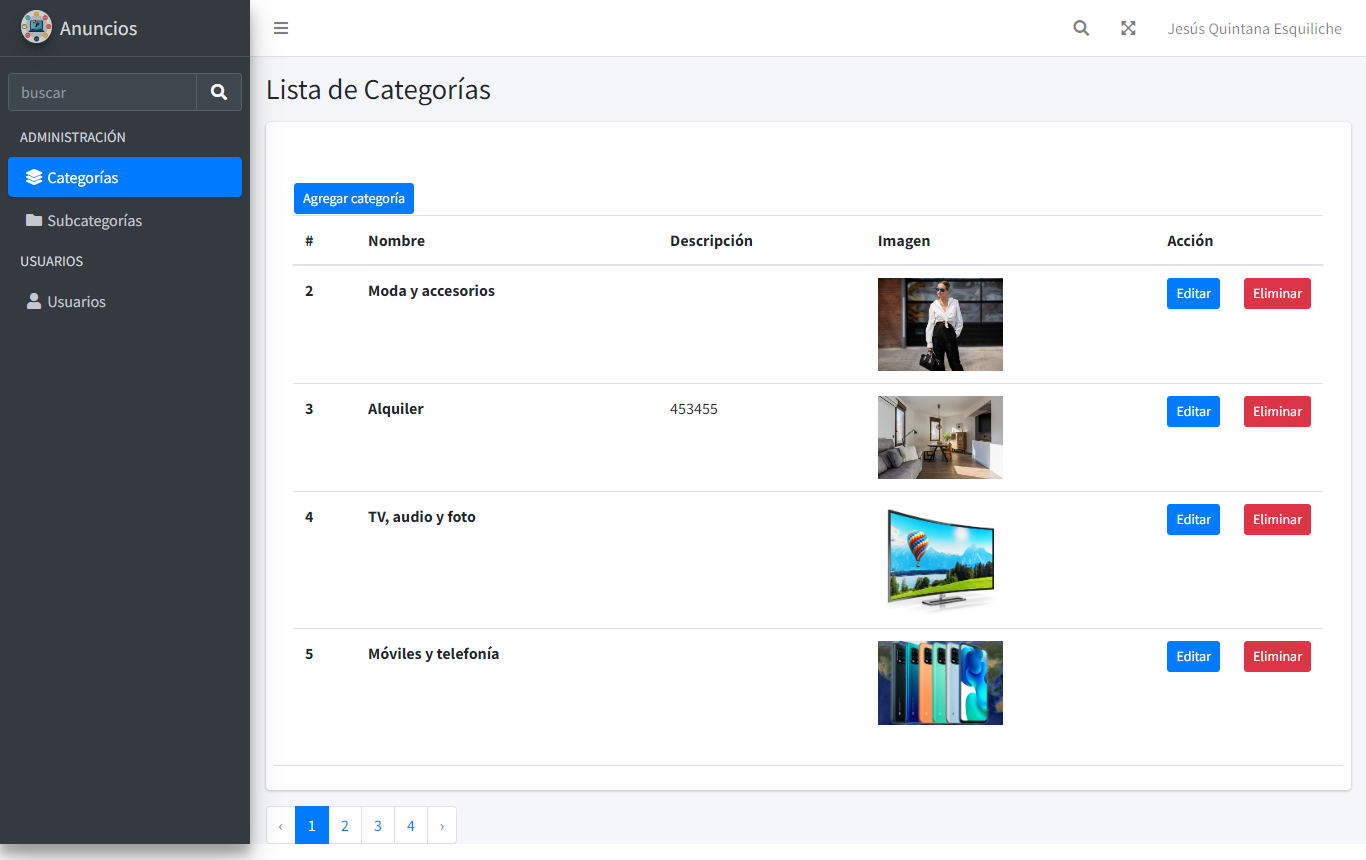 Anuncios
Jesús Quintana Esquiliche
buscar
ADMINISTRACIÓN
Categorías
Subcategorías
USUARIOS
Usuarios
Lista de Categorías
Agregar categoría
# Nombre Descripción Imagen Acción
2 Moda y accesorios Editar Eliminar
3 Alquiler 453455 Editar Eliminar
4 TV, audio y foto Editar Eliminar
5 Móviles y telefonía Editar Eliminar
‹ 1 2 3 4 ›